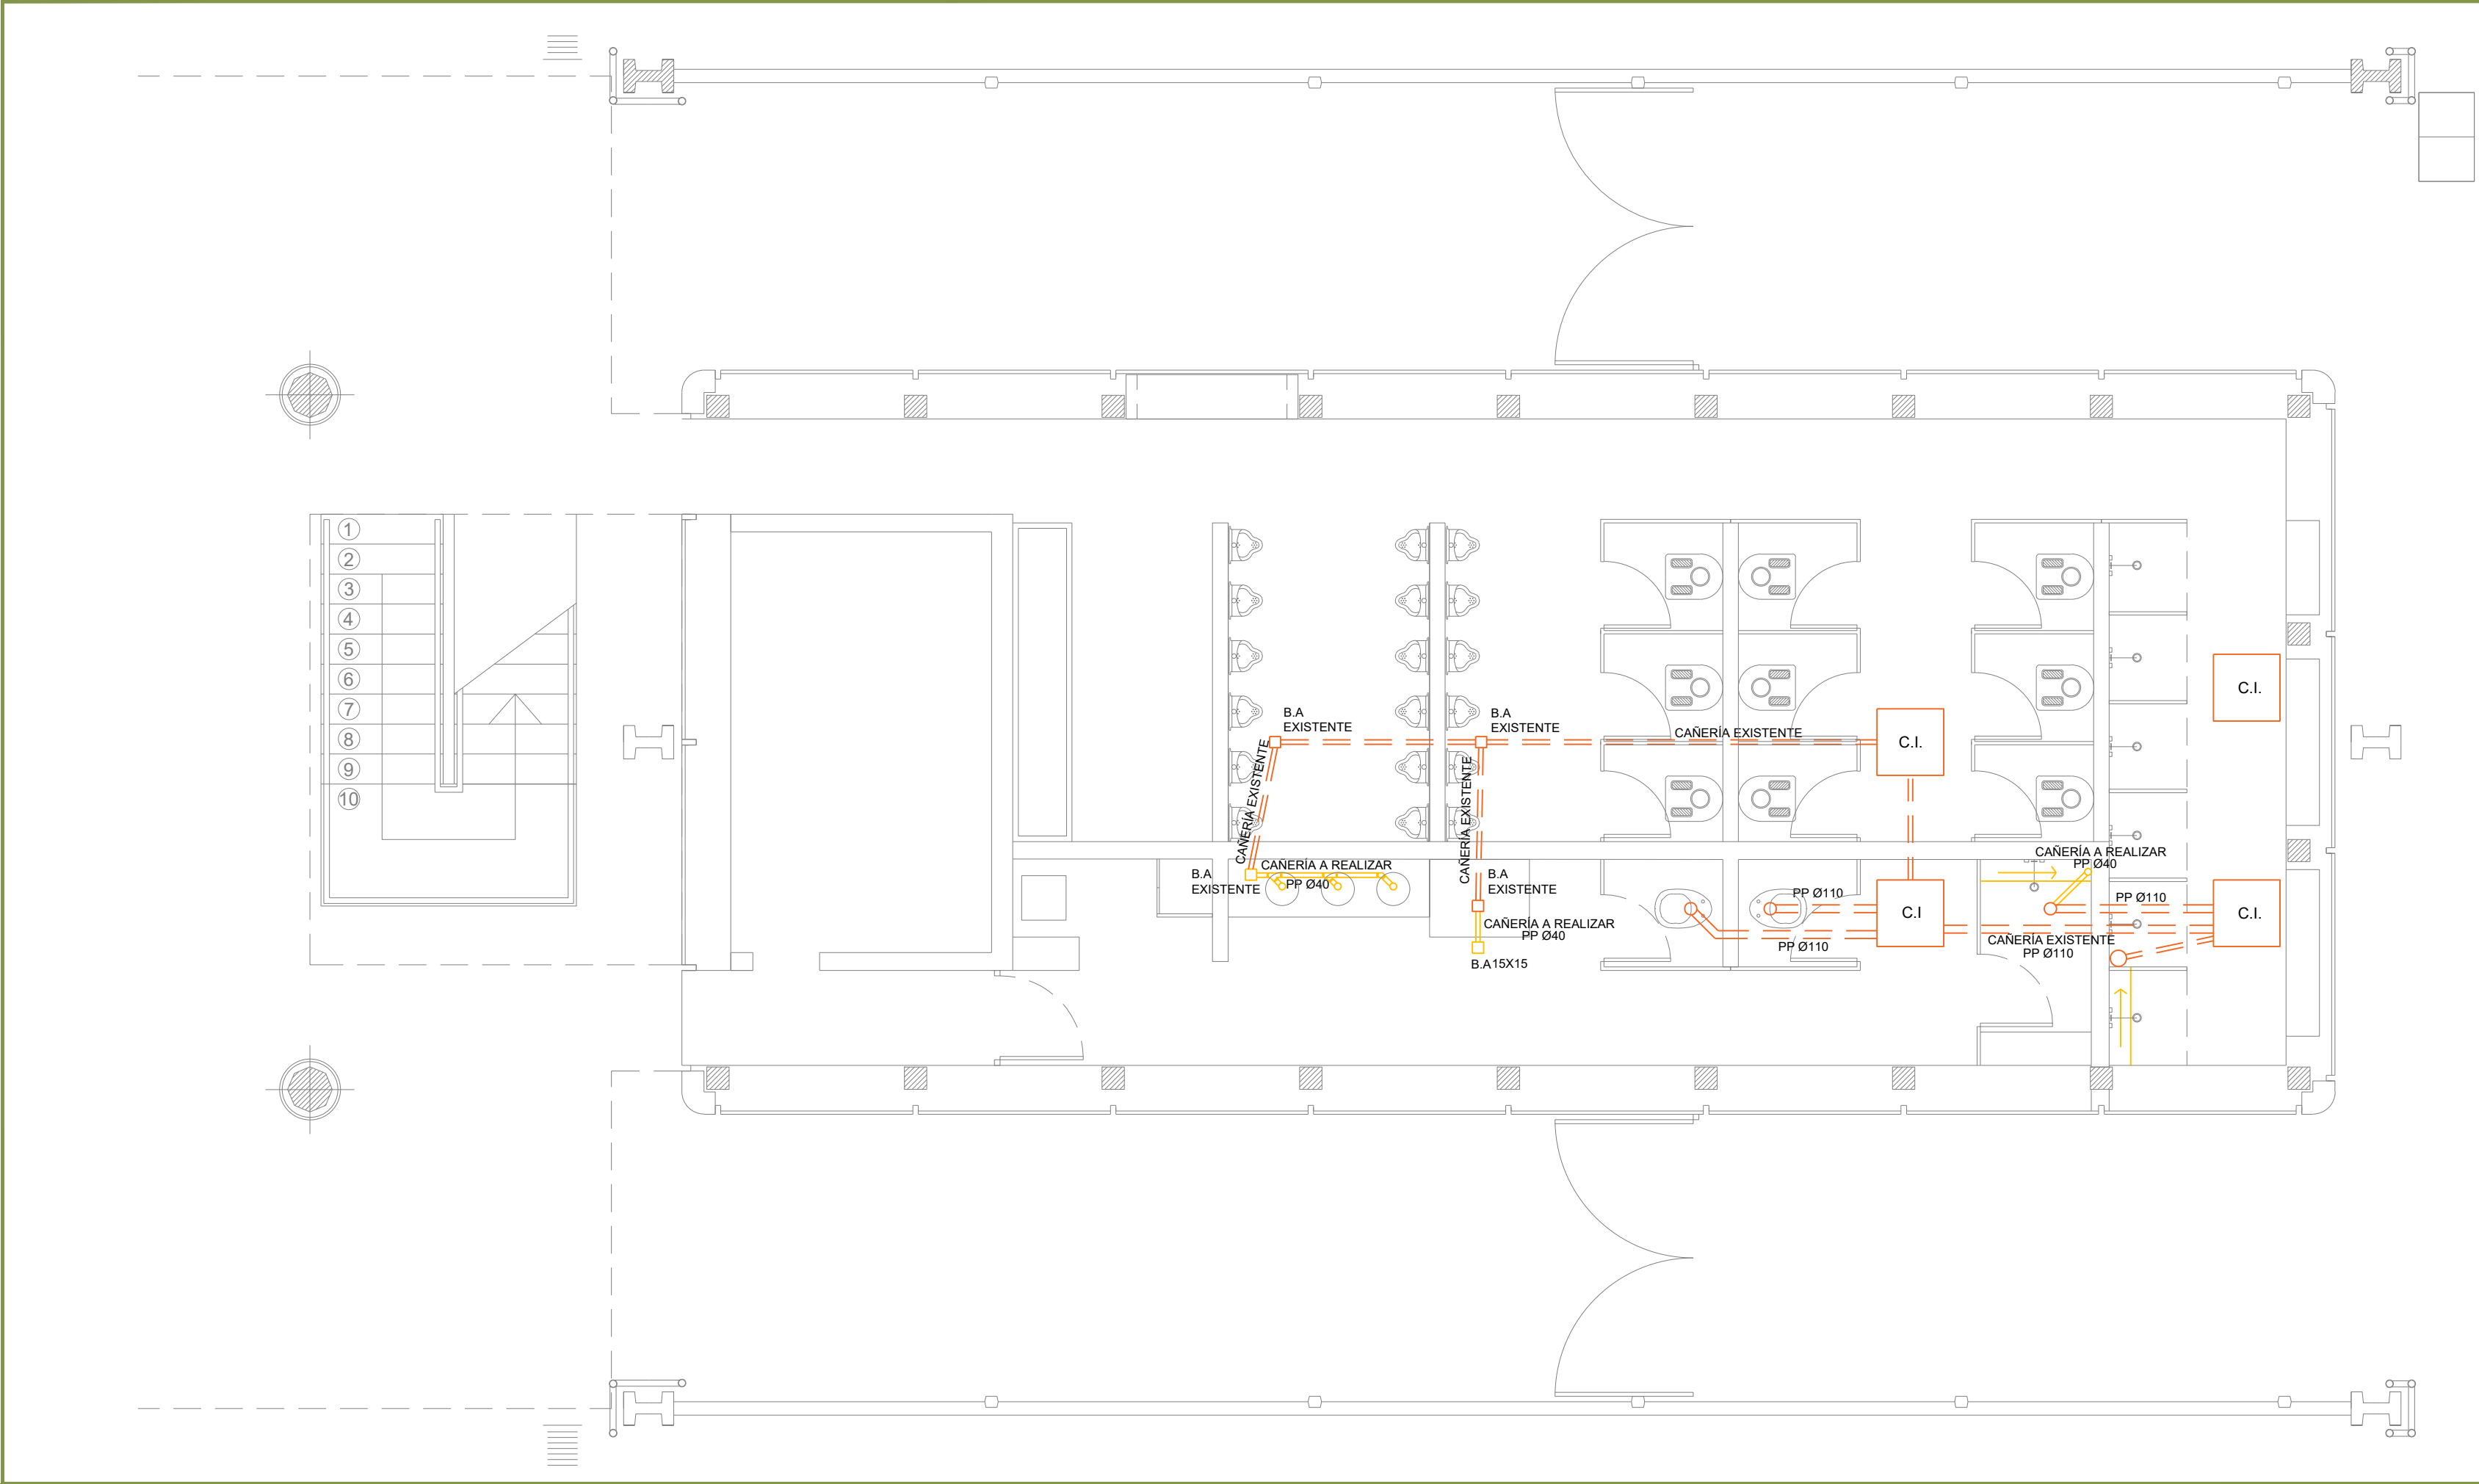 1
2
3
4
5
6
7
8
9
10
B.A
EXISTENTE
B.A
EXISTENTE
CAÑERÍA EXISTENTE
C.I.
C.I.
CAÑERÍA EXISTENTE
CAÑERÍA EXISTENTE
B.A
EXISTENTE
CAÑERÍA A REALIZAR
PP Ø40
B.A
EXISTENTE
CAÑERÍA A REALIZAR
PP Ø40
B.A15X15
PP Ø110
PP Ø110
C.I
CAÑERÍA A REALIZAR
PP Ø40
PP Ø110
C.I.
CAÑERÍA EXISTENTE
PP Ø110